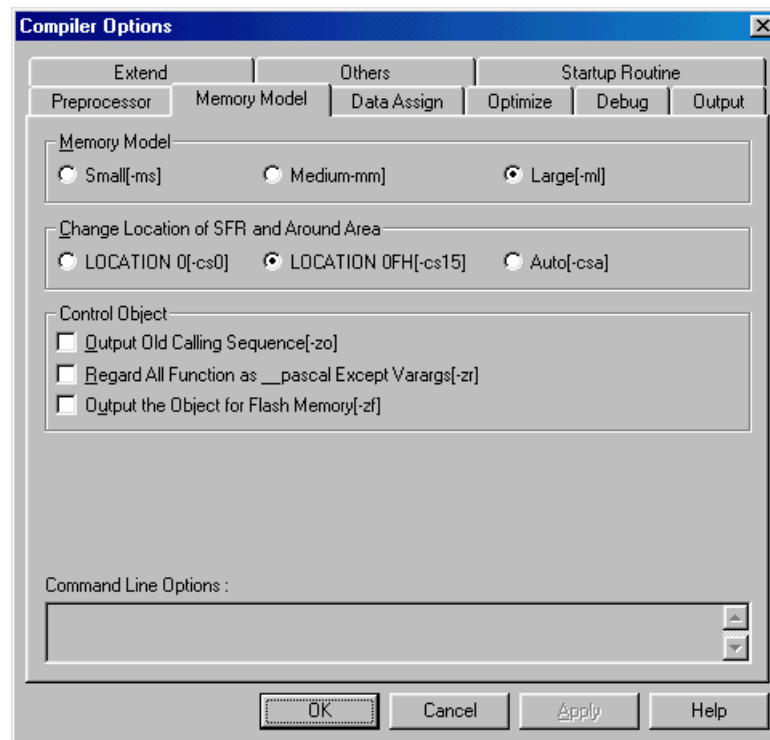 Compiler Options
Extend Others Startup Routine
Preprocessor Memory Model Data Assign Optimize Debug Output
Memory Model
Small[-ms] Medium-mm] Large[-ml]
Change Location of SFR and Around Area
LOCATION 0[-cs0] LOCATION 0FH[-cs15] Auto[-csa]
Control Object
Output Old Calling Sequence[-zo]
Regard All Function as __pascal Except Varargs[-zr]
Output the Object for Flash Memory[-zf]
Command Line Options :
OK Cancel Apply Help